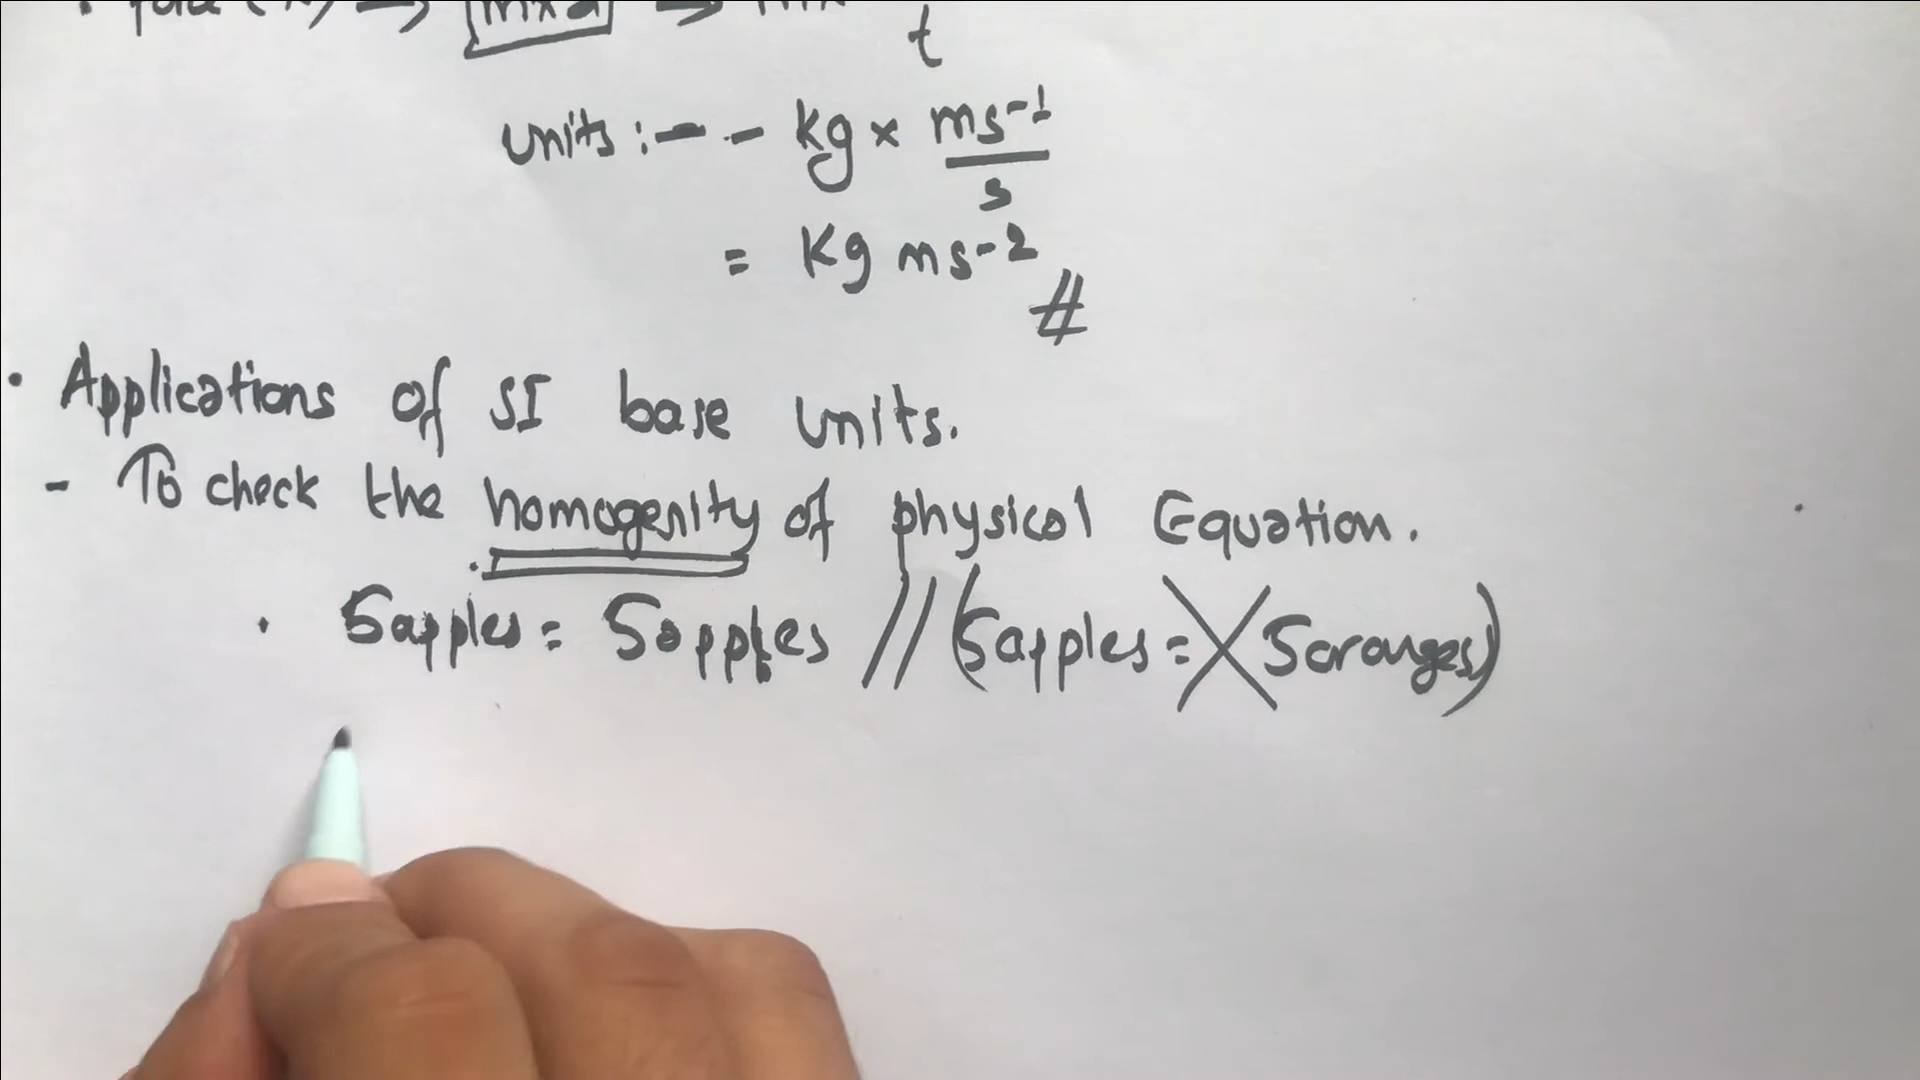 (N) → m×a →
t
units :- - kg × ms-1
s
= Kg ms-2
#
• Applications of SI base units.
- To check the homogenity of physical Equation.
• 5apples = 5apples // (5apples = 5oranges)